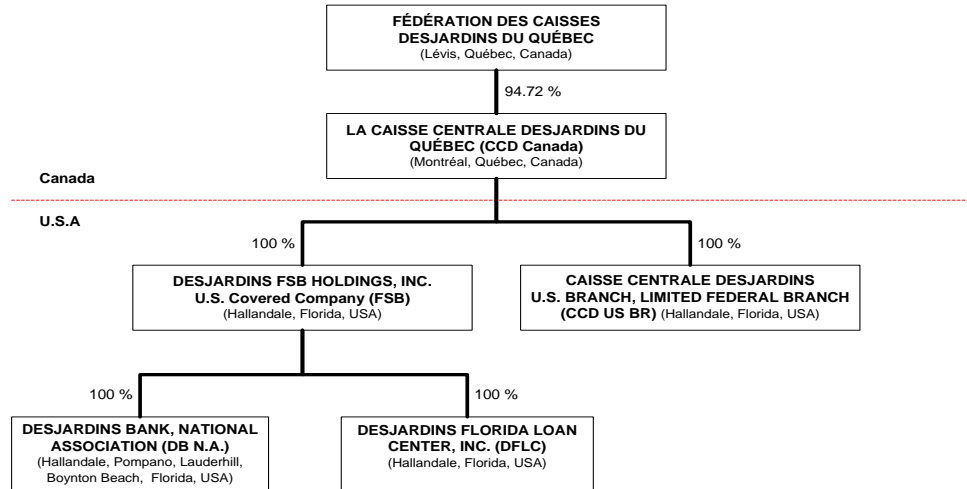 FÉDÉRATION DES CAISSES
DESJARDINS DU QUÉBEC
(Lévis, Québec, Canada)
94.72 %
LA CAISSE CENTRALE DESJARDINS DU
QUÉBEC (CCD Canada)
(Montréal, Québec, Canada)
Canada
U.S.A
100 %
100 %
DESJARDINS FSB HOLDINGS, INC.
U.S. Covered Company (FSB)
(Hallandale, Florida, USA)
CAISSE CENTRALE DESJARDINS
U.S. BRANCH, LIMITED FEDERAL BRANCH
(CCD US BR) (Hallandale, Florida, USA)
100 %
100 %
DESJARDINS BANK, NATIONAL
ASSOCIATION (DB N.A.)
(Hallandale, Pompano, Lauderhill,
Boynton Beach, Florida, USA)
DESJARDINS FLORIDA LOAN
CENTER, INC. (DFLC)
(Hallandale, Florida, USA)